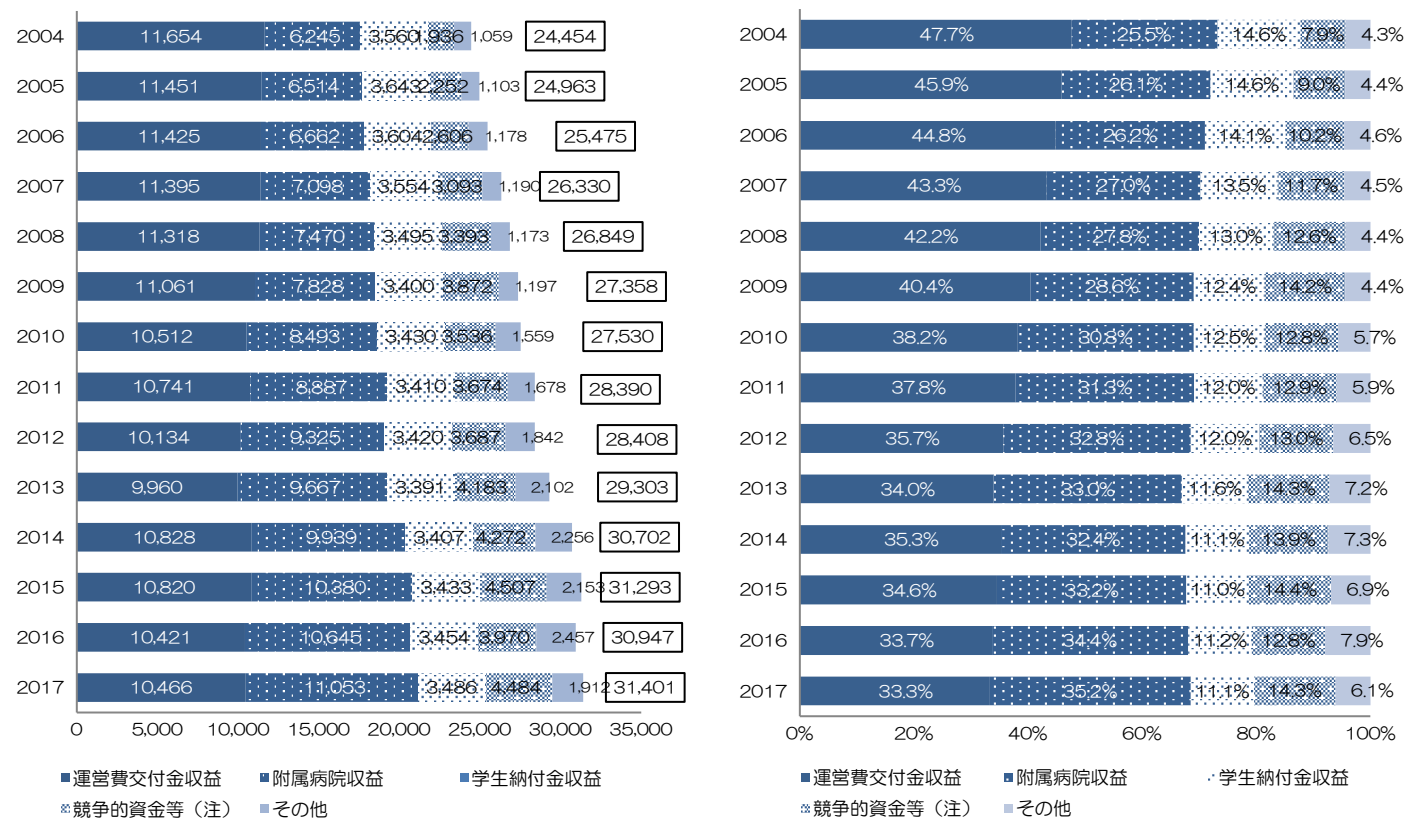 2004 11,654 6,245 3,560 1,936 1,059 24,454
2005 11,451 6,514 3,643 2,252 1,103 24,963
2006 11,425 6,662 3,604 2,606 1,178 25,475
2007 11,395 7,098 3,554 3,093 1,190 26,330
2008 11,318 7,470 3,495 3,393 1,173 26,849
2009 11,061 7,828 3,400 3,872 1,197 27,358
2010 10,512 8,493 3,430 3,536 1,559 27,530
2011 10,741 8,887 3,410 3,674 1,678 28,390
2012 10,134 9,325 3,420 3,687 1,842 28,408
2013 9,960 9,667 3,391 4,183 2,102 29,303
2014 10,828 9,939 3,407 4,272 2,256 30,702
2015 10,820 10,380 3,433 4,507 2,153 31,293
2016 10,421 10,645 3,454 3,970 2,457 30,947
2017 10,466 11,053 3,486 4,484 1,912 31,401
0 5,000 10,000 15,000 20,000 25,000 30,000 35,000
運営費交付金収益 附属病院収益 学生納付金収益
競争的資金等（注） その他
2004 47.7% 25.5% 14.6% 7.9% 4.3%
2005 45.9% 26.1% 14.6% 9.0% 4.4%
2006 44.8% 26.2% 14.1% 10.2% 4.6%
2007 43.3% 27.0% 13.5% 11.7% 4.5%
2008 42.2% 27.8% 13.0% 12.6% 4.4%
2009 40.4% 28.6% 12.4% 14.2% 4.4%
2010 38.2% 30.8% 12.5% 12.8% 5.7%
2011 37.8% 31.3% 12.0% 12.9% 5.9%
2012 35.7% 32.8% 12.0% 13.0% 6.5%
2013 34.0% 33.0% 11.6% 14.3% 7.2%
2014 35.3% 32.4% 11.1% 13.9% 7.3%
2015 34.6% 33.2% 11.0% 14.4% 6.9%
2016 33.7% 34.4% 11.2% 12.8% 7.9%
2017 33.3% 35.2% 11.1% 14.3% 6.1%
0% 20% 40% 60% 80% 100%
運営費交付金収益 附属病院収益 学生納付金収益
競争的資金等（注） その他